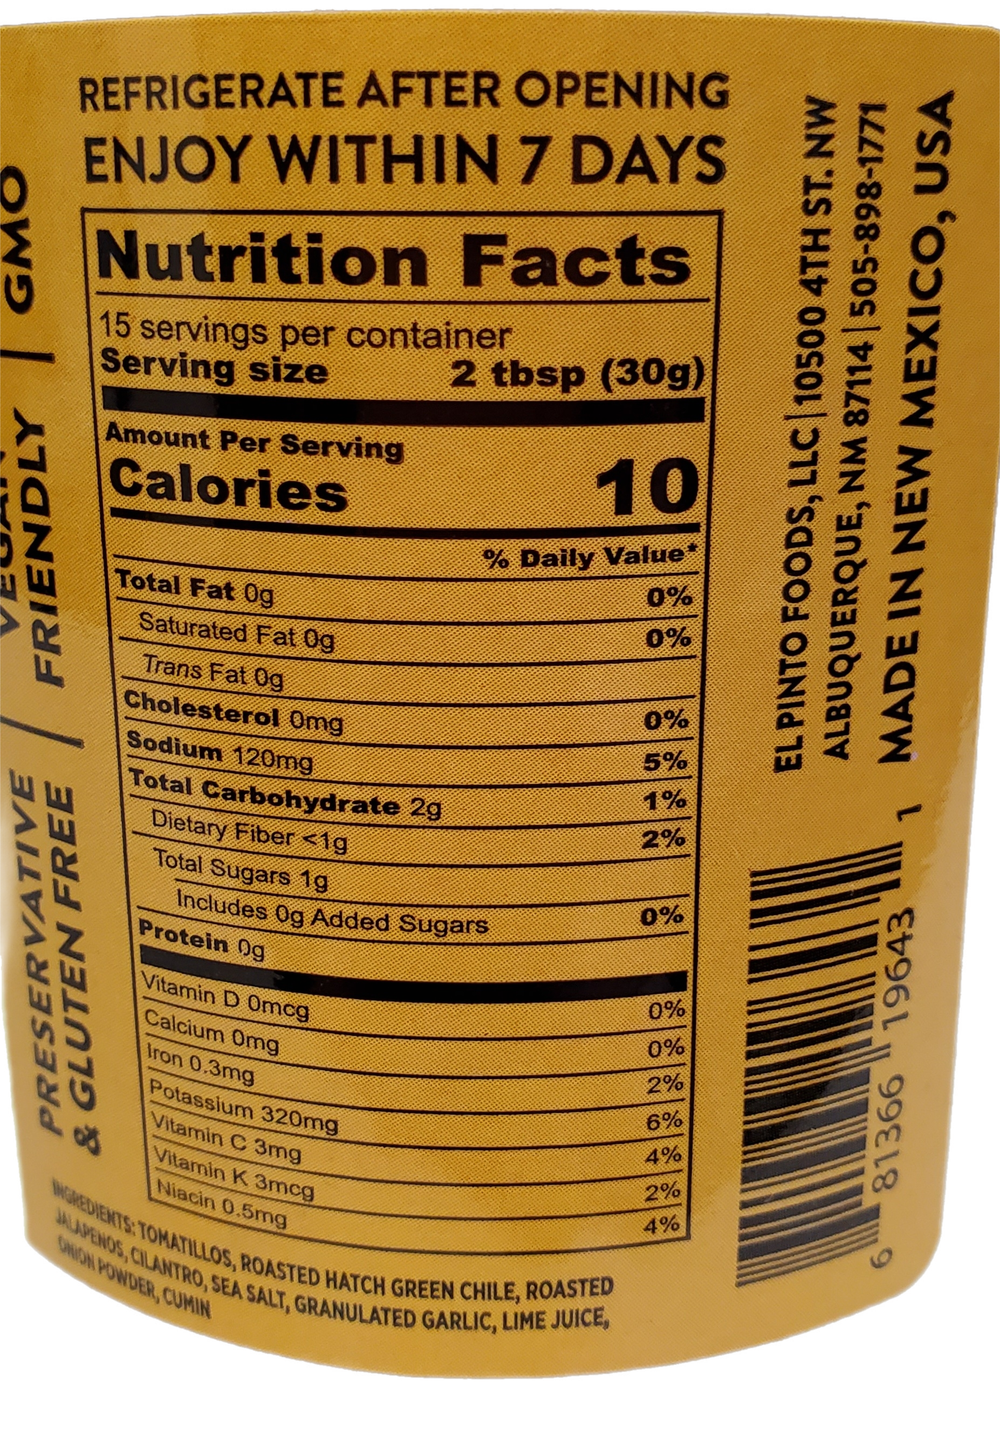 REFRIGERATE AFTER OPENING
ENJOY WITHIN 7 DAYS
Nutrition Facts
15 servings per container
Serving size 2 tbsp (30g)
Amount Per Serving
Calories 10
% Daily Value*
Total Fat 0g 0%
Saturated Fat 0g 0%
Trans Fat 0g
Cholesterol 0mg 0%
Sodium 120mg 5%
Total Carbohydrate 2g 1%
Dietary Fiber <1g 2%
Total Sugars 1g
Includes 0g Added Sugars 0%
Protein 0g
Vitamin D 0mcg 0%
Calcium 0mg 0%
Iron 0.3mg 2%
Potassium 320mg 6%
Vitamin C 3mg 4%
Vitamin K 3mcg 2%
Niacin 0.5mg 4%
INGREDIENTS: TOMATILLOS, ROASTED HATCH GREEN CHILE, ROASTED
JALAPENOS, CILANTRO, SEA SALT, GRANULATED GARLIC, LIME JUICE,
ONION POWDER, CUMIN
PRESERVATIVE
& GLUTEN FREE
|
FRIENDLY
|
GMO
EL PINTO FOODS, LLC | 10500 4TH ST. NW
ALBUQUERQUE, NM 87114 | 505-898-1771
MADE IN NEW MEXICO, USA
6 81366 19643 1